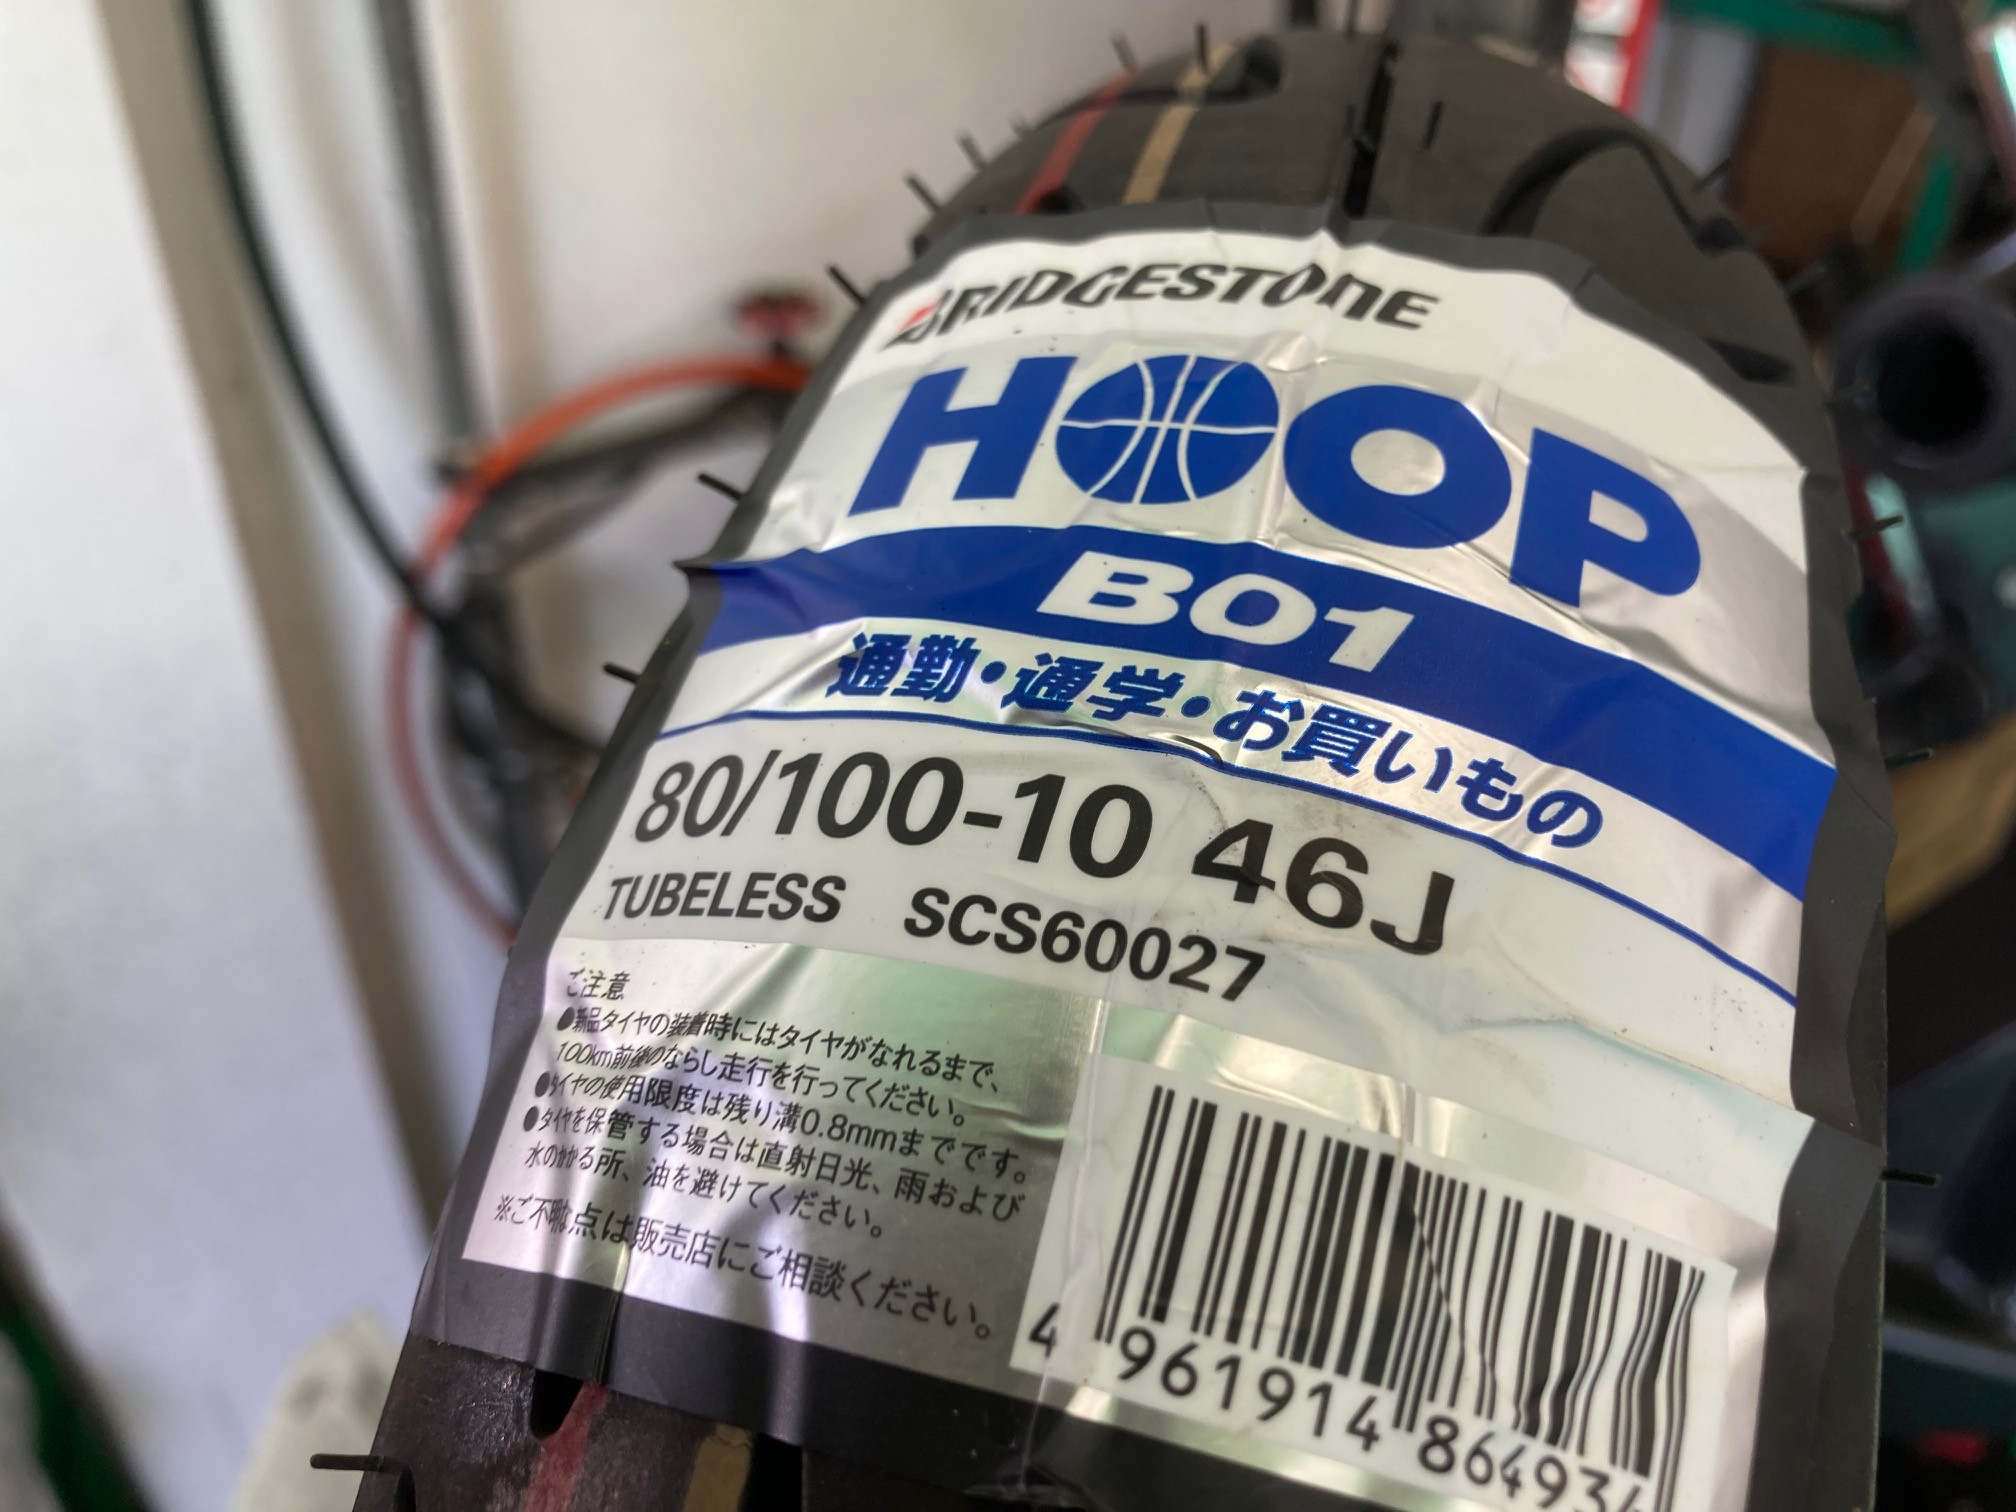 BRIDGESTONE
HOOP
B01
通勤・通学・お買いもの
80/100-10 46J
TUBELESS SCS60027
ご注意
●新品タイヤの装着時にはタイヤがなれるまで、
100km前後のならし走行を行ってください。
●タイヤの使用限度は残り溝0.8mmまでです。
●タイヤを保管する場合は直射日光、雨および
水のかかる所、油を避けてください。
※ご不明な点は販売店にご相談ください。
4 961914 864934